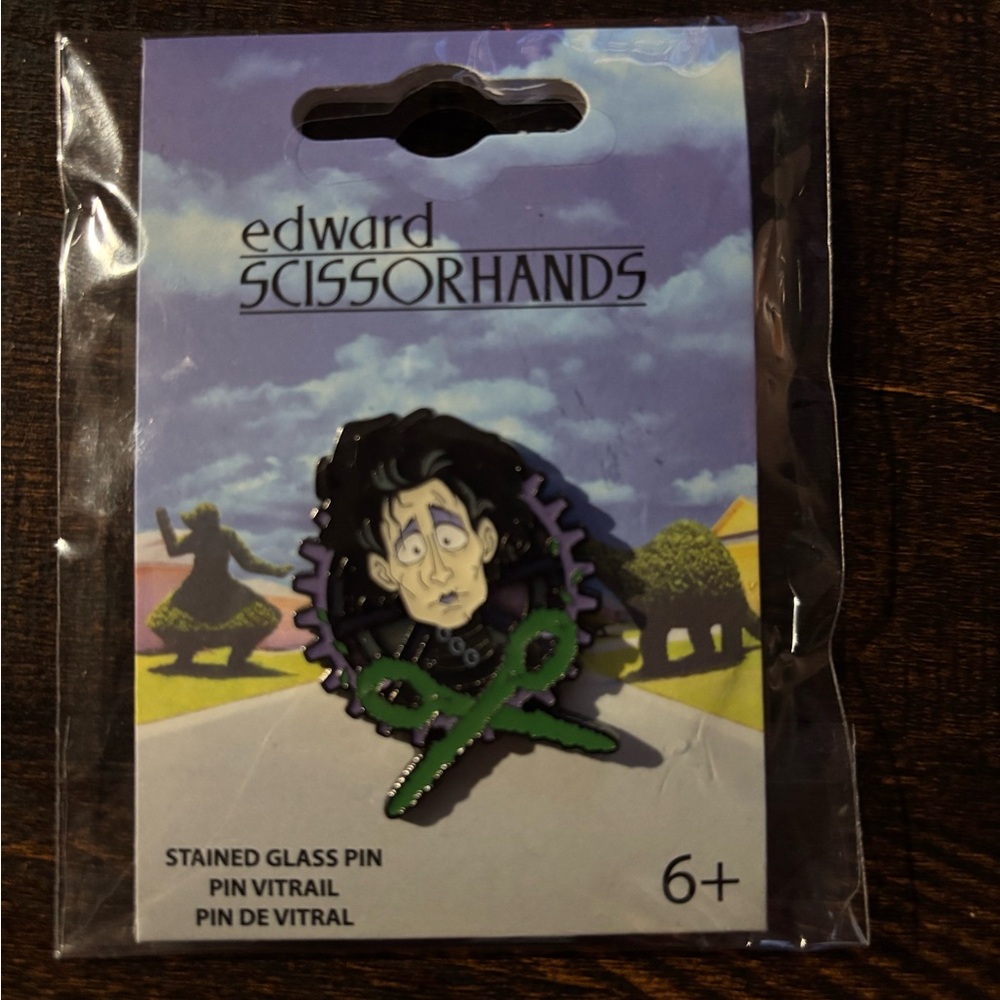 edward
SCISSORHANDS
STAINED GLASS PIN
PIN VITRAIL
PIN DE VITRAL
6+